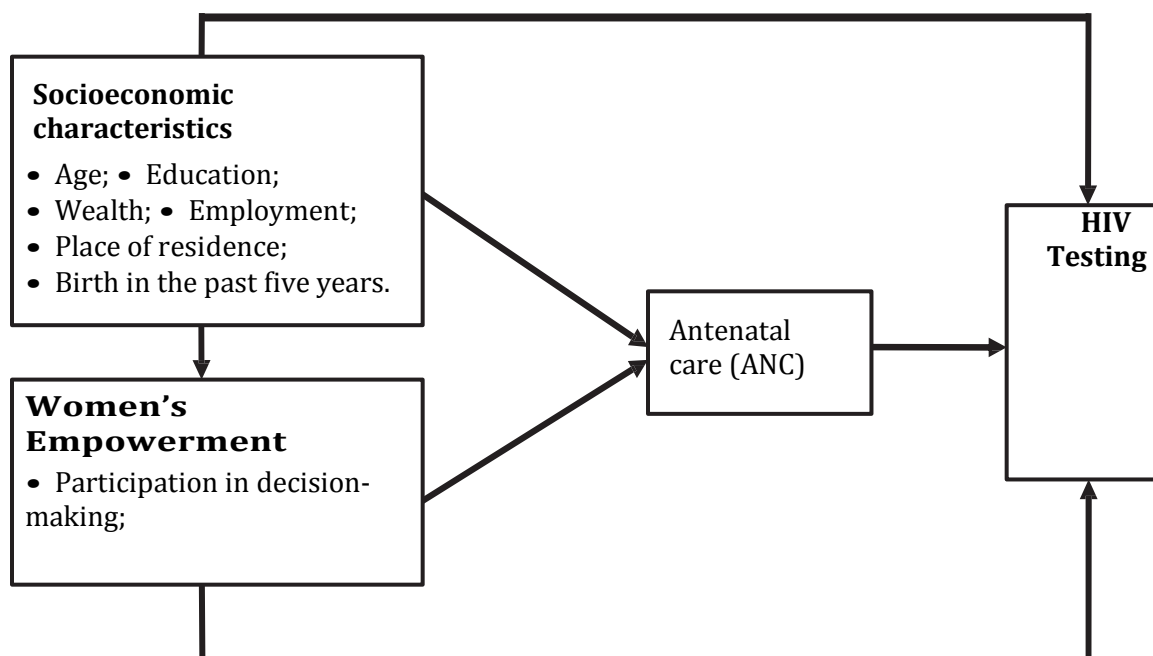 Socioeconomic
characteristics
• Age; • Education;
• Wealth; • Employment;
• Place of residence;
• Birth in the past five years.
Women’s
Empowerment
• Participation in decision-
making;
Antenatal
care (ANC)
HIV
Testing